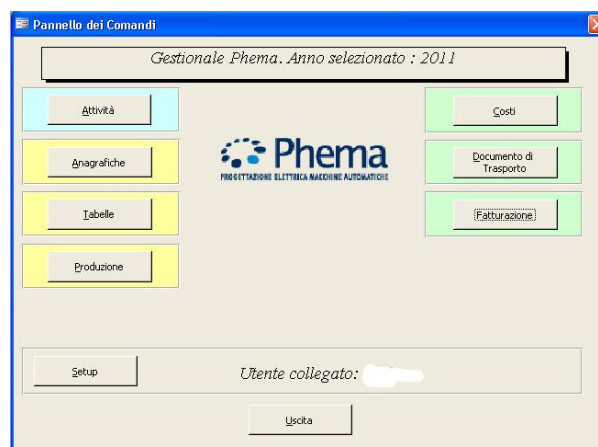 Pannello dei Comandi
Gestionale Phema. Anno selezionato : 2011
Attività
Costi
Anagrafiche
Phema
PROGETTAZIONE ELETTRICA MACCHINE AUTOMATICHE
Documento di
Trasporto
Tabelle
Fatturazione
Produzione
Setup
Utente collegato:
Uscita